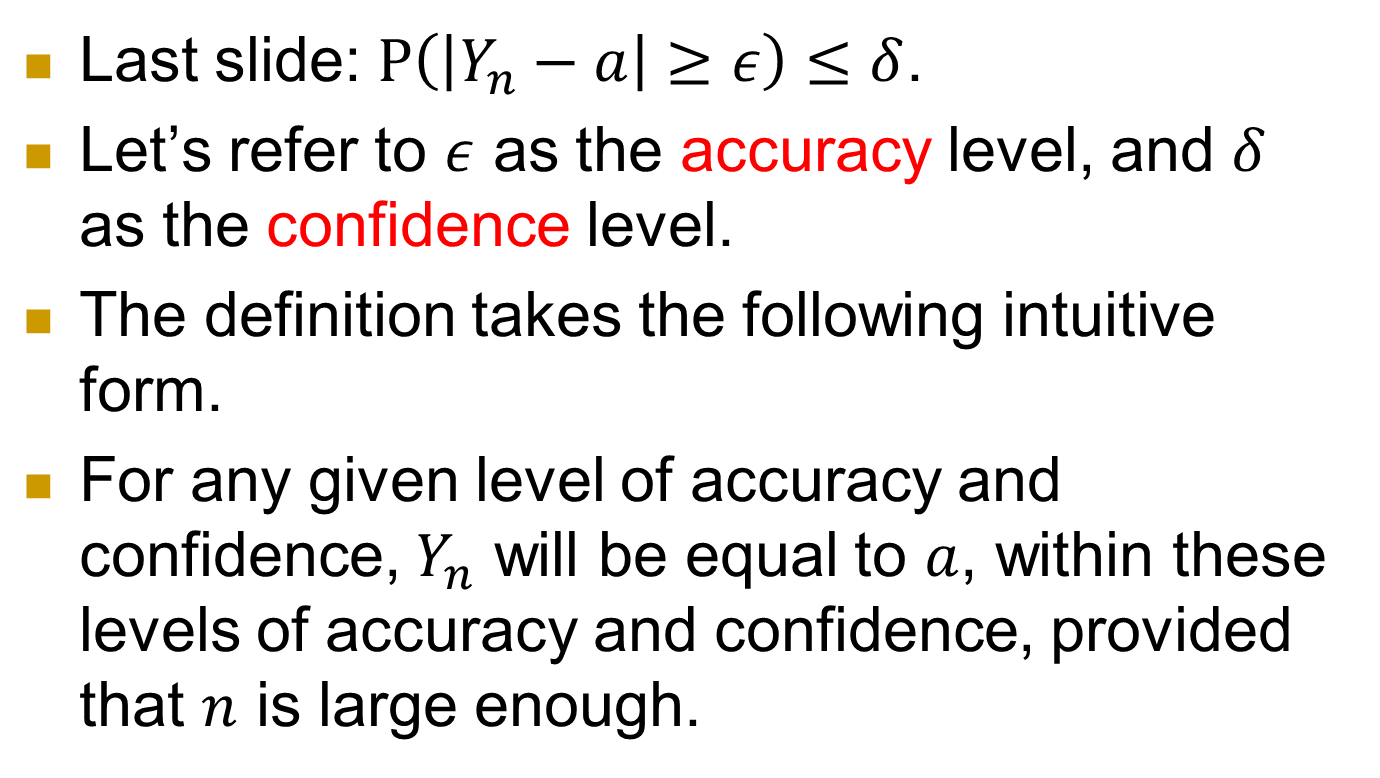 Last slide: P(|Yₙ − a| ≥ ϵ) ≤ δ.
Let’s refer to ϵ as the accuracy level, and δ
as the confidence level.
The definition takes the following intuitive
form.
For any given level of accuracy and
confidence, Yₙ will be equal to a, within these
levels of accuracy and confidence, provided
that n is large enough.